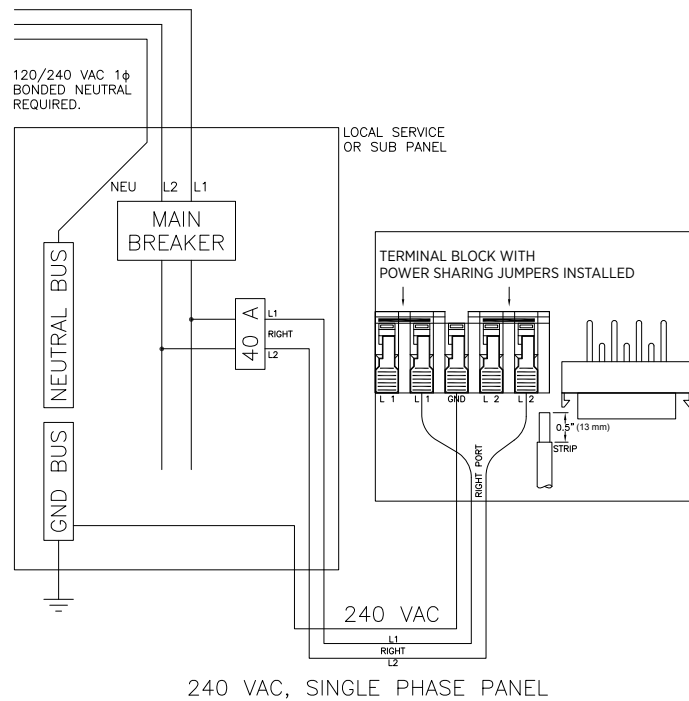 120/240 VAC 1ϕ
BONDED NEUTRAL
REQUIRED.
LOCAL SERVICE
OR SUB PANEL
NEU
L2
L1
MAIN
BREAKER
NEUTRAL BUS
40 A
L1
RIGHT
L2
GND BUS
TERMINAL BLOCK WITH
POWER SHARING JUMPERS INSTALLED
L 1
L 1
GND
L 2
L 2
0.5" (13 mm)
STRIP
RIGHT PORT
240 VAC
L1
RIGHT
L2
240 VAC, SINGLE PHASE PANEL